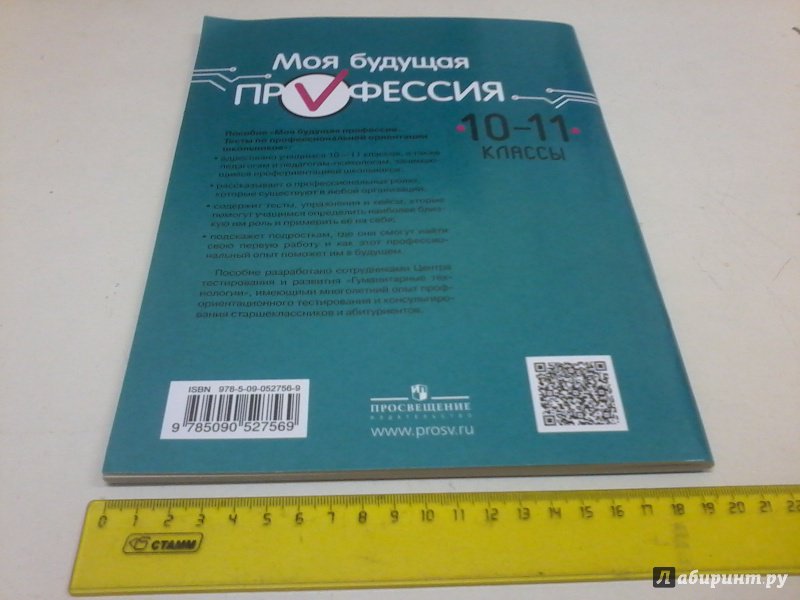 Моя будущая
ПРОФЕССИЯ
10–11
КЛАССЫ
Пособие «Моя будущая профессия.
Тесты по профессиональной ориентации
школьников»:
• адресовано учащимся 10—11 классов, а также
педагогам и педагогам-психологам, занимаю-
щимся профориентацией школьников;
• рассказывает о профессиональных ролях,
которые существуют в любой организации;
• содержит тесты, упражнения и кейсы, которые
помогут учащимся определить наиболее близ-
кую им роль и примерить её на себя;
• подскажет подросткам, где они смогут найти
свою первую работу и как этот профессио-
нальный опыт поможет им в будущем.
Пособие разработано сотрудниками Центра
тестирования и развития «Гуманитарные тех-
нологии», имеющими многолетний опыт проф-
ориентационного тестирования и консультиро-
вания старшеклассников и абитуриентов.
ISBN 978-5-09-052756-9
9 785090 527569
ПРОСВЕЩЕНИЕ
ИЗДАТЕЛЬСТВО
www.prosv.ru
0 1 2 3 4 5 6 7 8 9 10 11 12 13 14 15 16 17 18 19 20 21 22
СТАММ
Лабиринт.ру